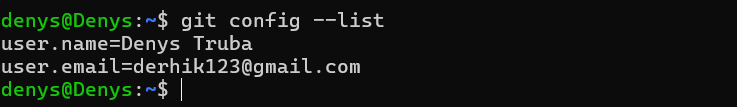 denys@Denys:~$ git config --list
user.name=Denys Truba
user.email=derhik123@gmail.com
denys@Denys:~$